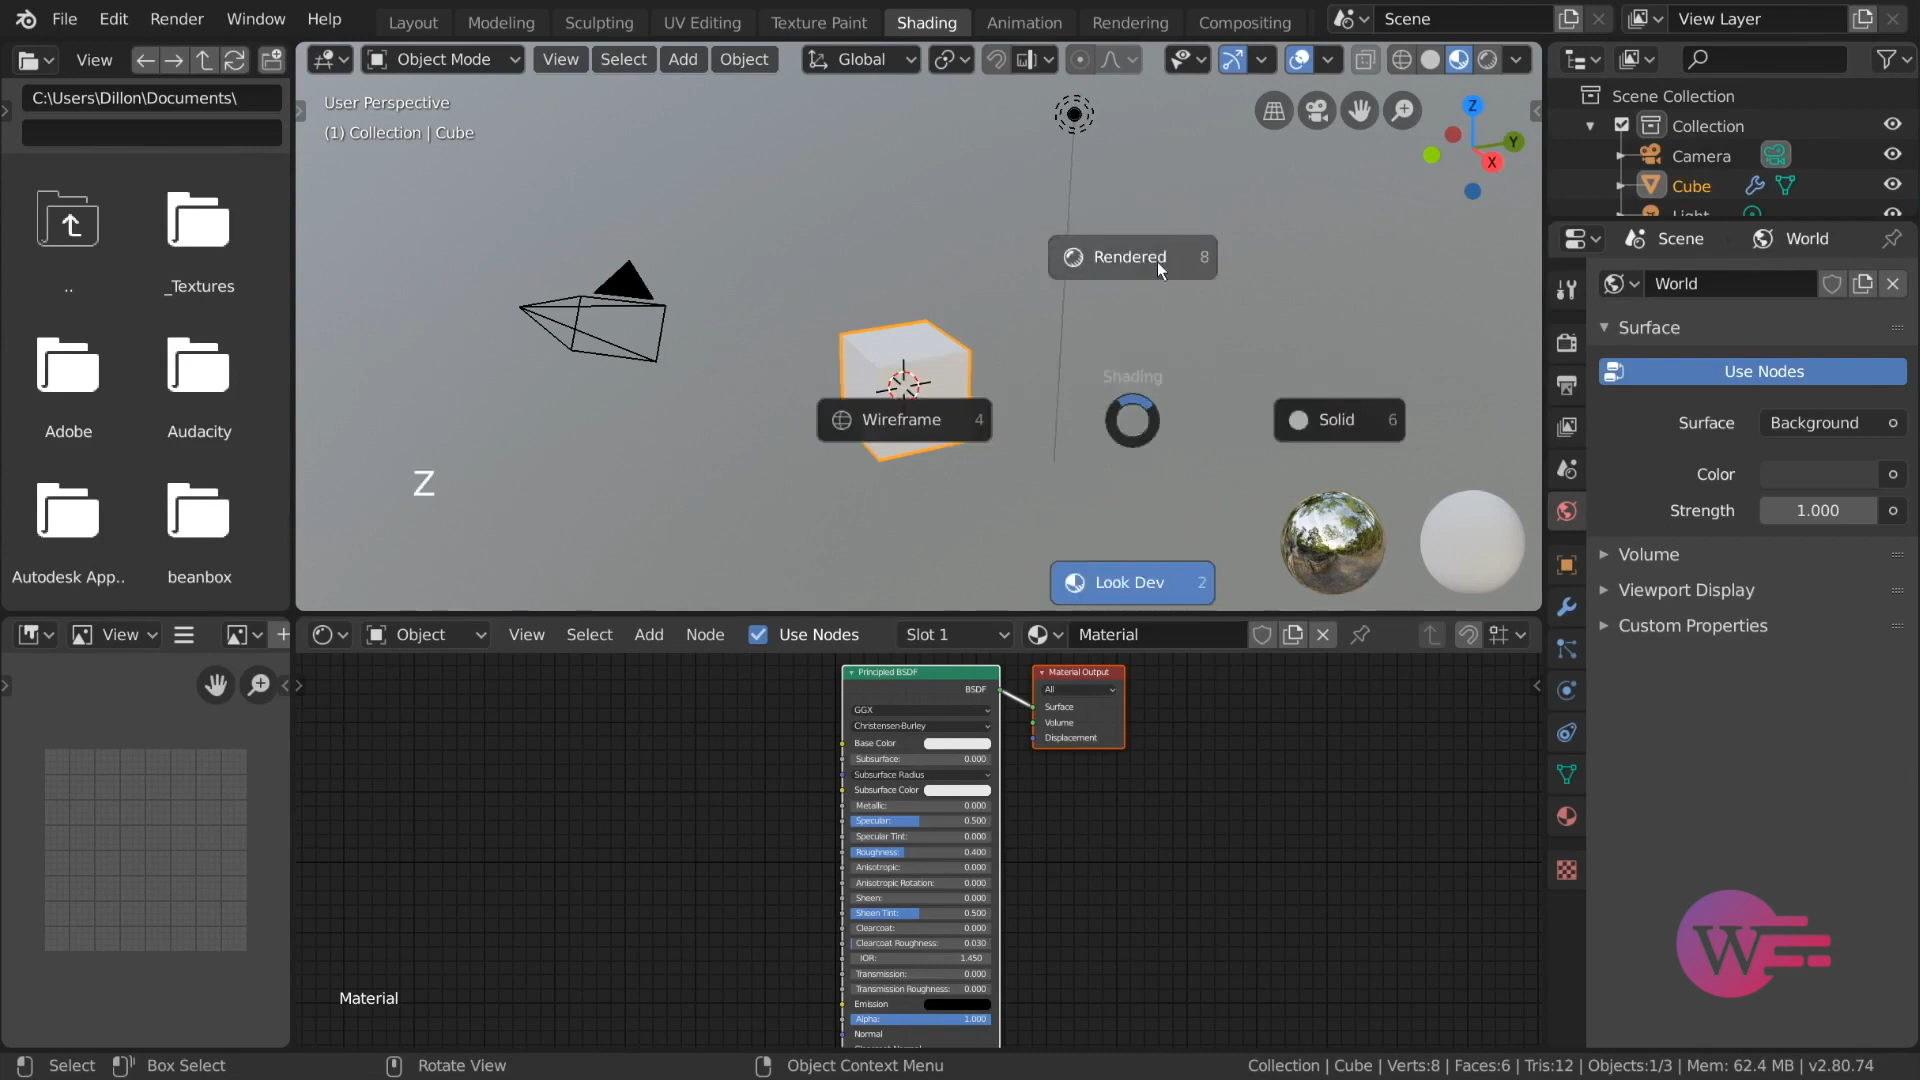 File Edit Render Window Help
Layout Modeling Sculpting UV Editing Texture Paint Shading Animation Rendering Compositing
Scene
View Layer
View
Object Mode View Select Add Object
Global
C:\Users\Dillon\Documents\
User Perspective
(1) Collection | Cube
Z
Y
X
Scene Collection
Collection
Camera
Cube
Light
Scene World
World
Surface
Use Nodes
Surface Background
Color
Strength 1.000
Volume
Viewport Display
Custom Properties
..
_Textures
Adobe
Audacity
Autodesk App..
beanbox
Rendered 8
Shading
Wireframe 4
Solid 6
Look Dev 2
Z
View
Object View Select Add Node Use Nodes Slot 1 Material
Principled BSDF
BSDF
GGX
Christensen-Burley
Base Color
Subsurface: 0.000
Subsurface Radius
Subsurface Color
Metallic: 0.000
Specular: 0.500
Specular Tint: 0.000
Roughness: 0.400
Anisotropic: 0.000
Anisotropic Rotation: 0.000
Sheen: 0.000
Sheen Tint: 0.500
Clearcoat: 0.000
Clearcoat Roughness: 0.030
IOR: 1.450
Transmission: 0.000
Transmission Roughness: 0.000
Emission
Alpha: 1.000
Normal
Clearcoat Normal
Material Output
All
Surface
Volume
Displacement
Material
W
Select Box Select Rotate View Object Context Menu
Collection | Cube | Verts:8 | Faces:6 | Tris:12 | Objects:1/3 | Mem: 62.4 MB | v2.80.74